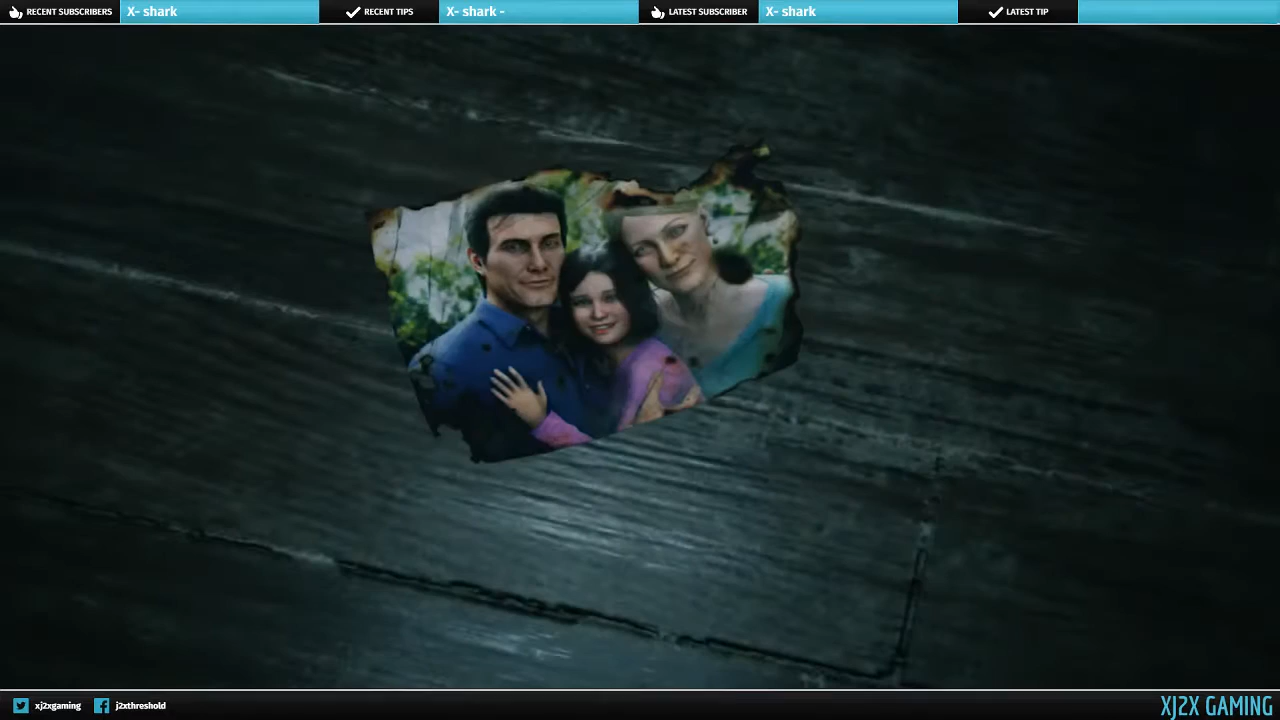 RECENT SUBSCRIBERS X- shark RECENT TIPS X- shark - LATEST SUBSCRIBER X- shark LATEST TIP
xj2xgaming j2xthreshold XJ2X GAMING